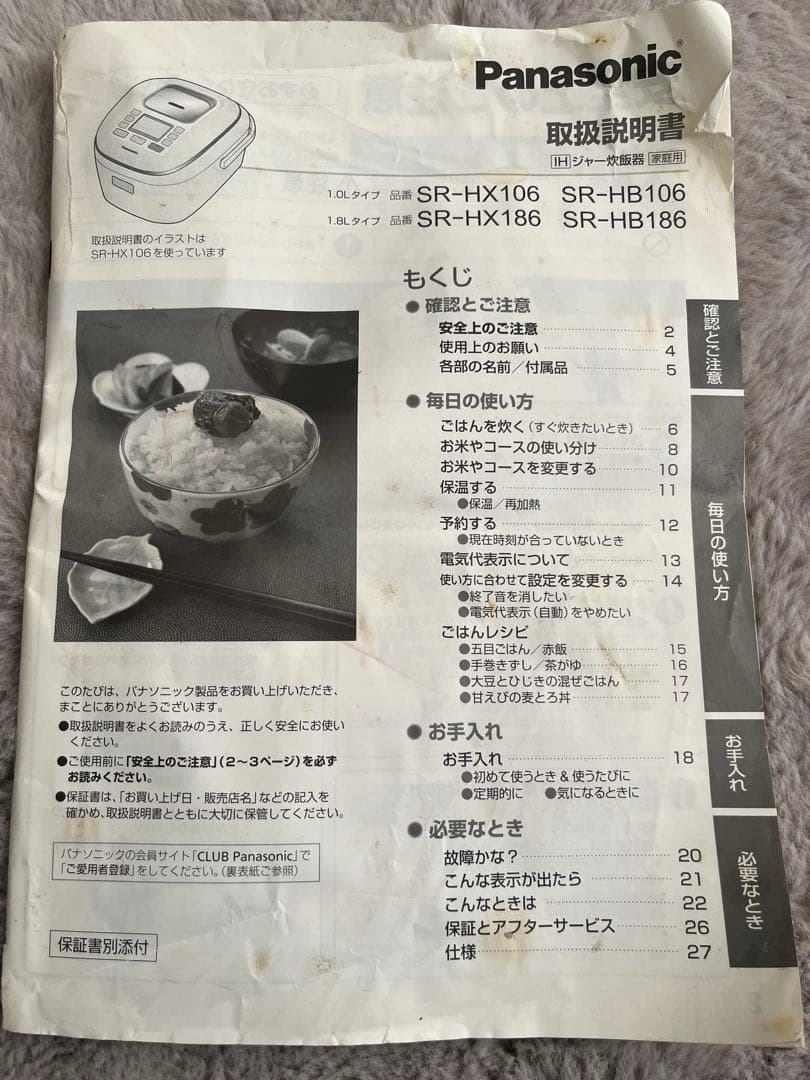 Panasonic®
取扱説明書
IH ジャー炊飯器 家庭用
1.0Lタイプ 品番 SR-HX106 SR-HB106
1.8Lタイプ 品番 SR-HX186 SR-HB186
取扱説明書のイラストは
SR-HX106を使っています
もくじ
●確認とご注意
安全上のご注意 2
使用上のお願い 4
各部の名前／付属品 5
●毎日の使い方
ごはんを炊く（すぐ炊きたいとき） 6
お米やコースの使い分け 8
お米やコースを変更する 10
保温する 11
●保温／再加熱
予約する 12
●現在時刻が合っていないとき
電気代表示について 13
使い方に合わせて設定を変更する 14
●終了音を消したい
●電気代表示（自動）をやめたい
ごはんレシピ
●五目ごはん／赤飯 15
●手巻きずし／茶がゆ 16
●大豆とひじきの混ぜごはん 17
●甘えびの麦とろ丼 17
●お手入れ
お手入れ 18
●初めて使うとき & 使うたびに
●定期的に ●気になるときに
●必要なとき
故障かな？ 20
こんな表示が出たら 21
こんなときは 22
保証とアフターサービス 26
仕様 27
確認とご注意
毎日の使い方
お手入れ
必要なとき
このたびは、パナソニック製品をお買い上げいただき、
まことにありがとうございます。
●取扱説明書をよくお読みのうえ、正しく安全にお使い
ください。
●ご使用前に「安全上のご注意」（2～3ページ）を必ず
お読みください。
●保証書は、「お買い上げ日・販売店名」などの記入を
確かめ、取扱説明書とともに大切に保管してください。
パナソニックの会員サイト「CLUB Panasonic」で
「ご愛用者登録」をしてください。（裏表紙ご参照）
保証書別添付